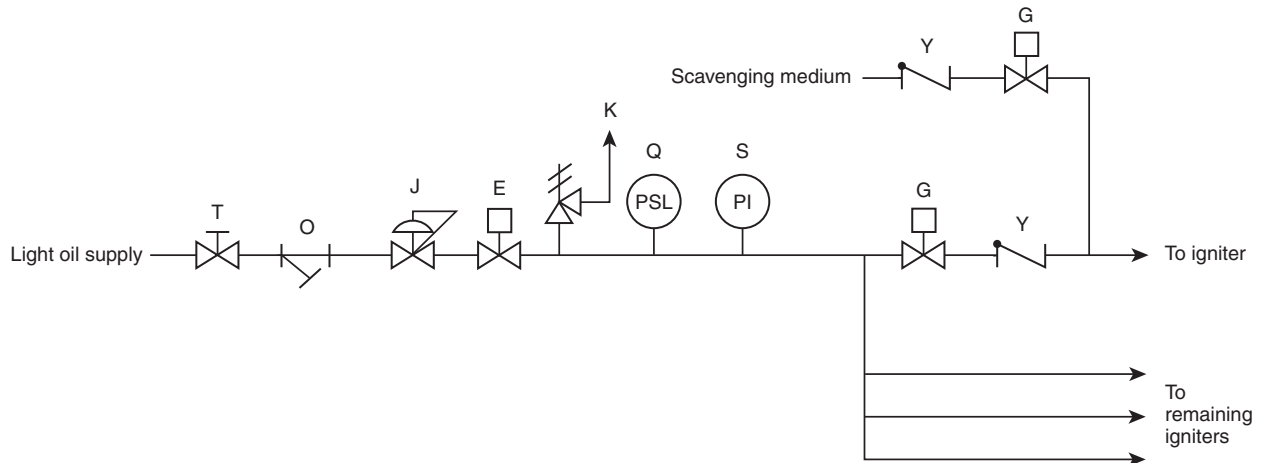 G
Y
Scavenging medium
K
Q
S
J
E
G
T
O
Y
PSL
PI
Light oil supply
To igniter
To
remaining
igniters